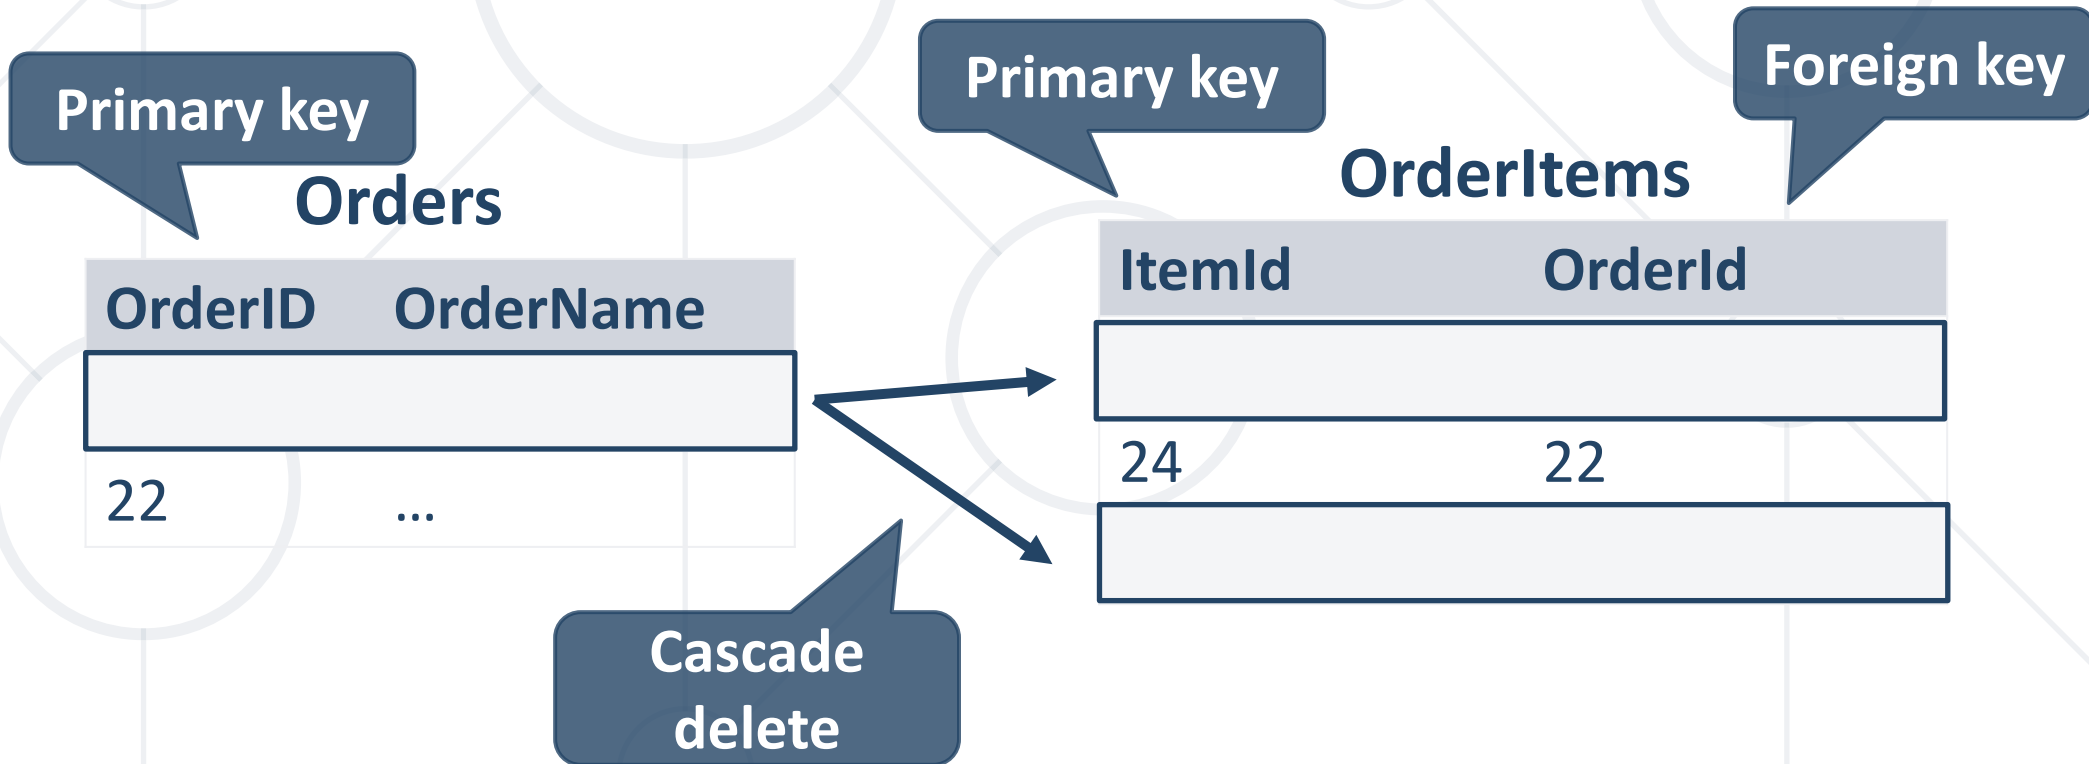 Primary key
Orders
OrderID OrderName
22 ...
Cascade
delete
Primary key
Foreign key
OrderItems
ItemId OrderId
24 22